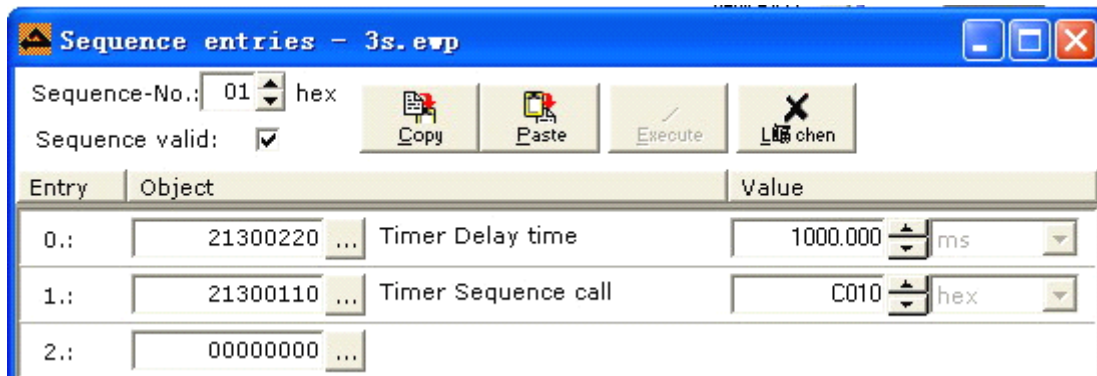 Sequence entries - 3s.ewp
Sequence-No.: 01 hex
Sequence valid:
Copy Paste Execute
Entry Object Value
0.: 21300220 ... Timer Delay time 1000.000 ms
1.: 21300110 ... Timer Sequence call C010 hex
2.: 00000000 ...